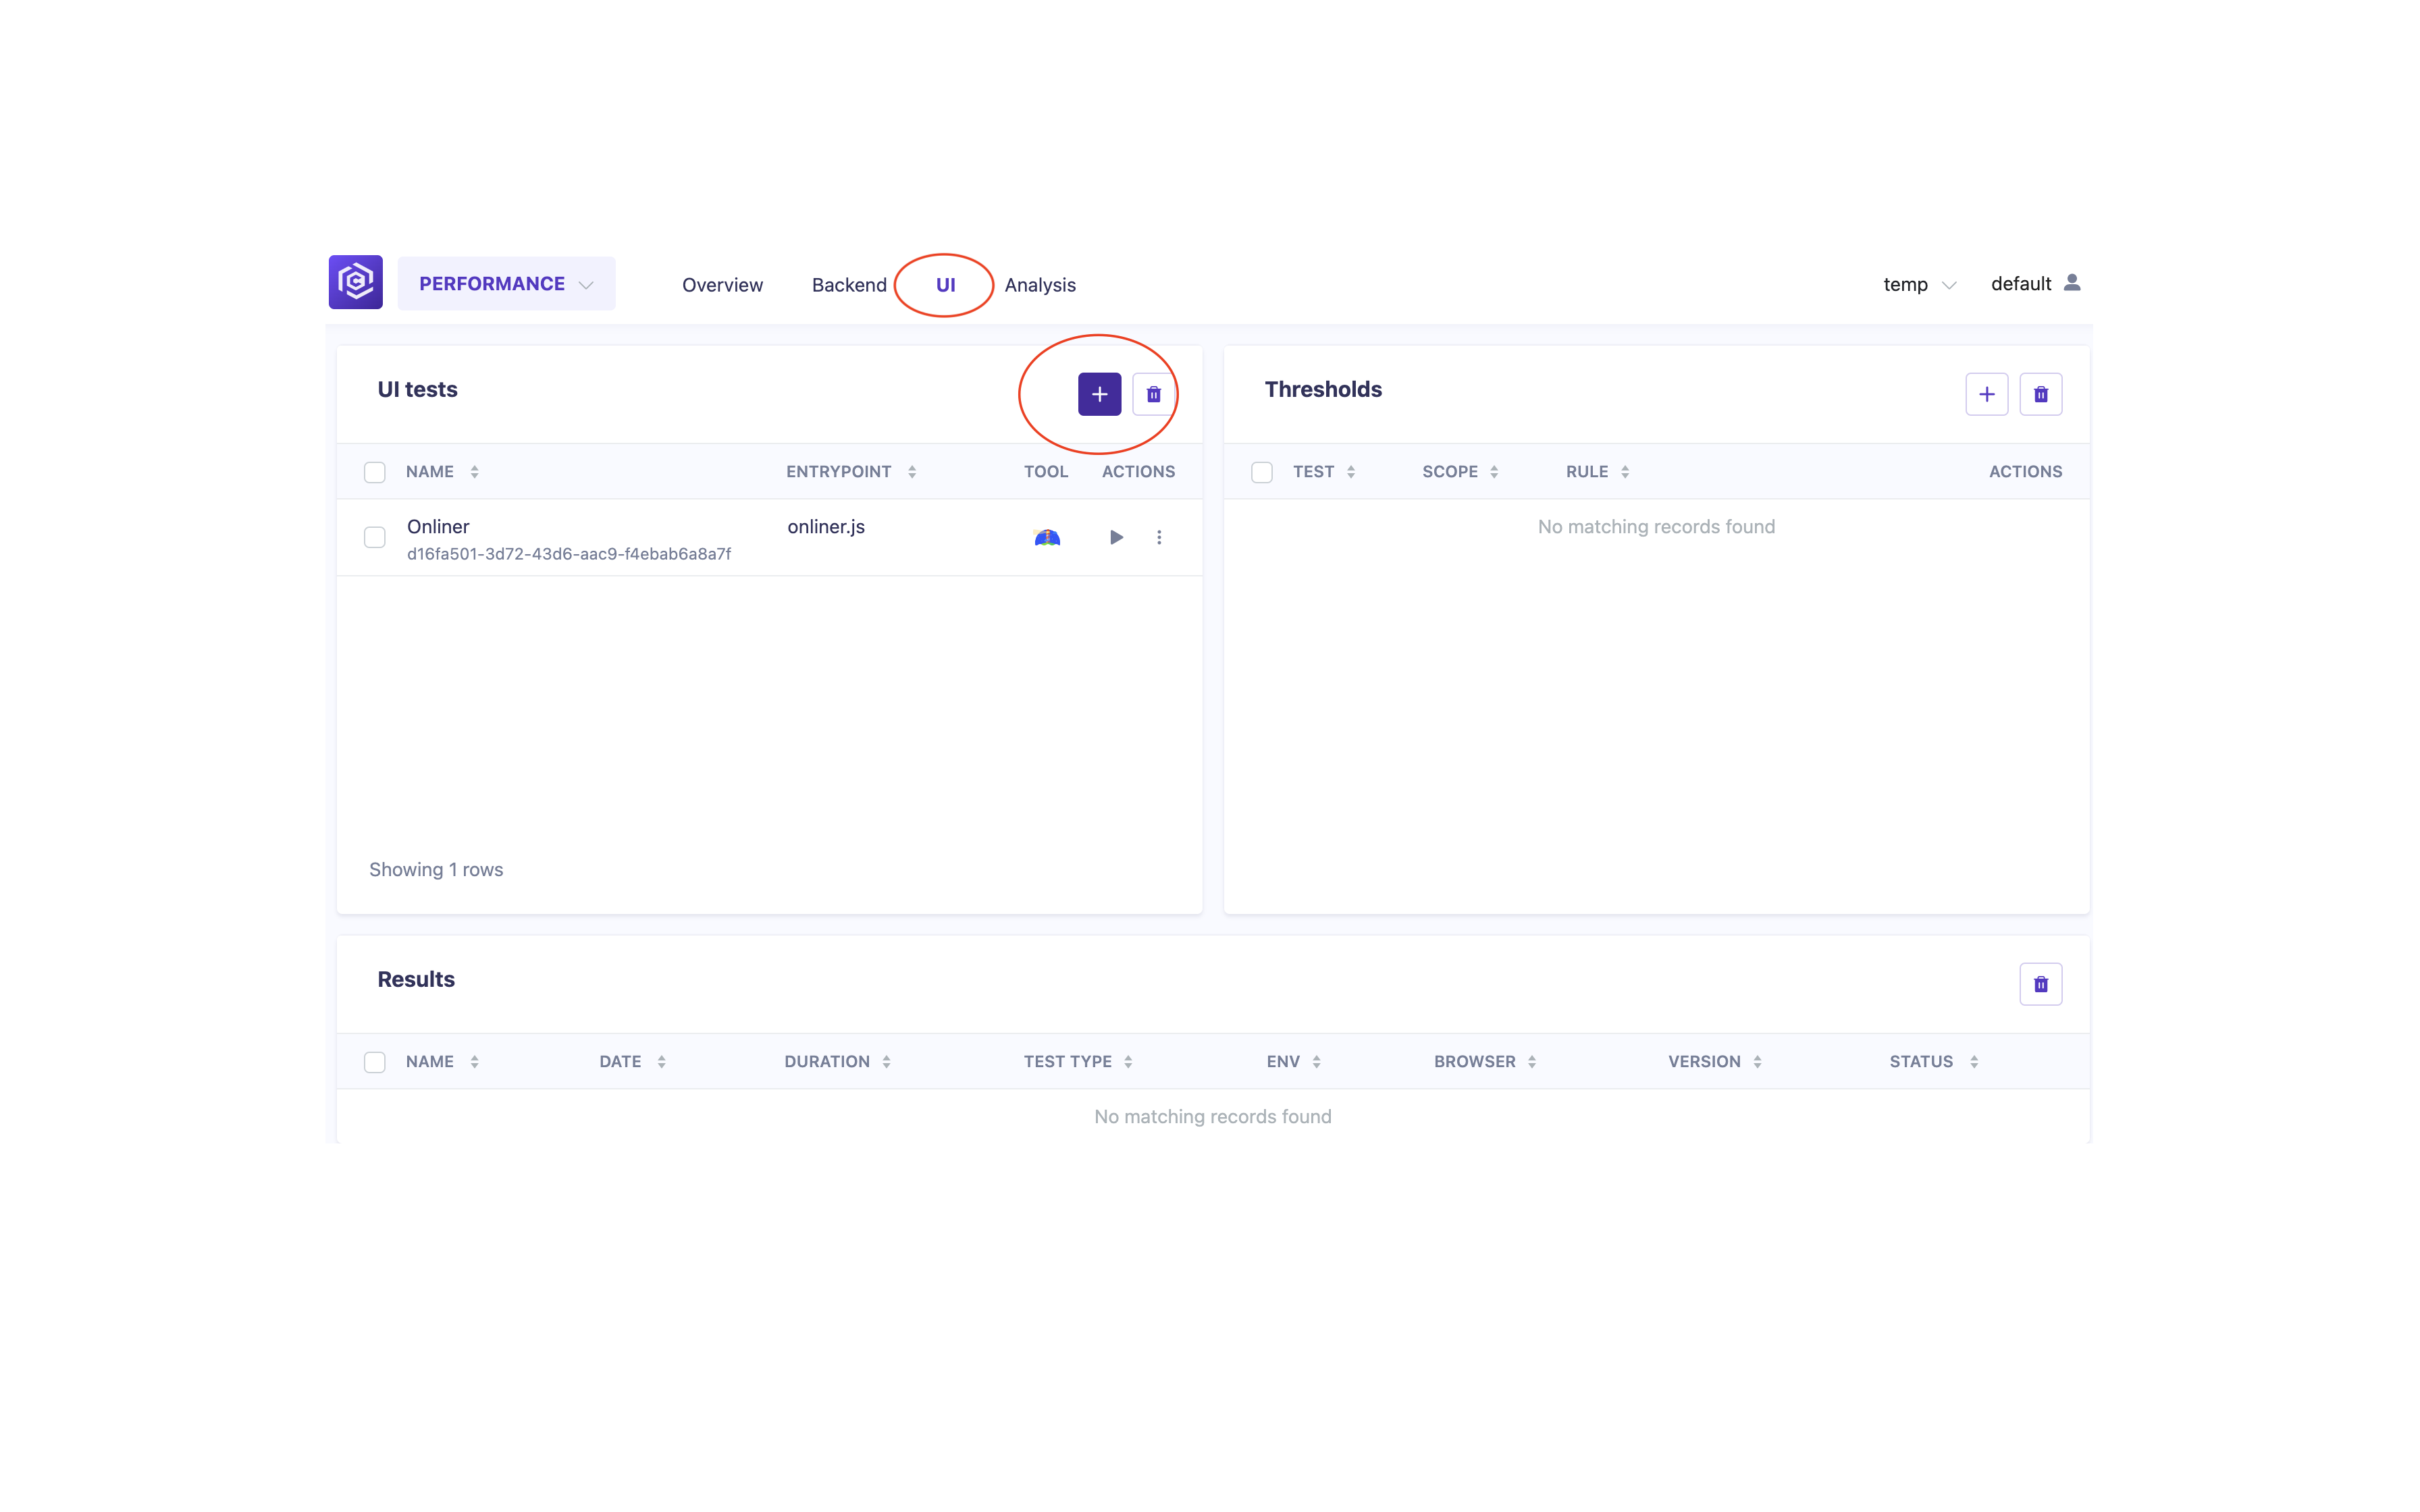 PERFORMANCE Overview Backend UI Analysis temp default
UI tests
NAME ENTRYPOINT TOOL ACTIONS
Onliner onliner.js
d16fa501-3d72-43d6-aac9-f4ebab6a8a7f
Showing 1 rows
Thresholds
TEST SCOPE RULE ACTIONS
No matching records found
Results
NAME DATE DURATION TEST TYPE ENV BROWSER VERSION STATUS
No matching records found